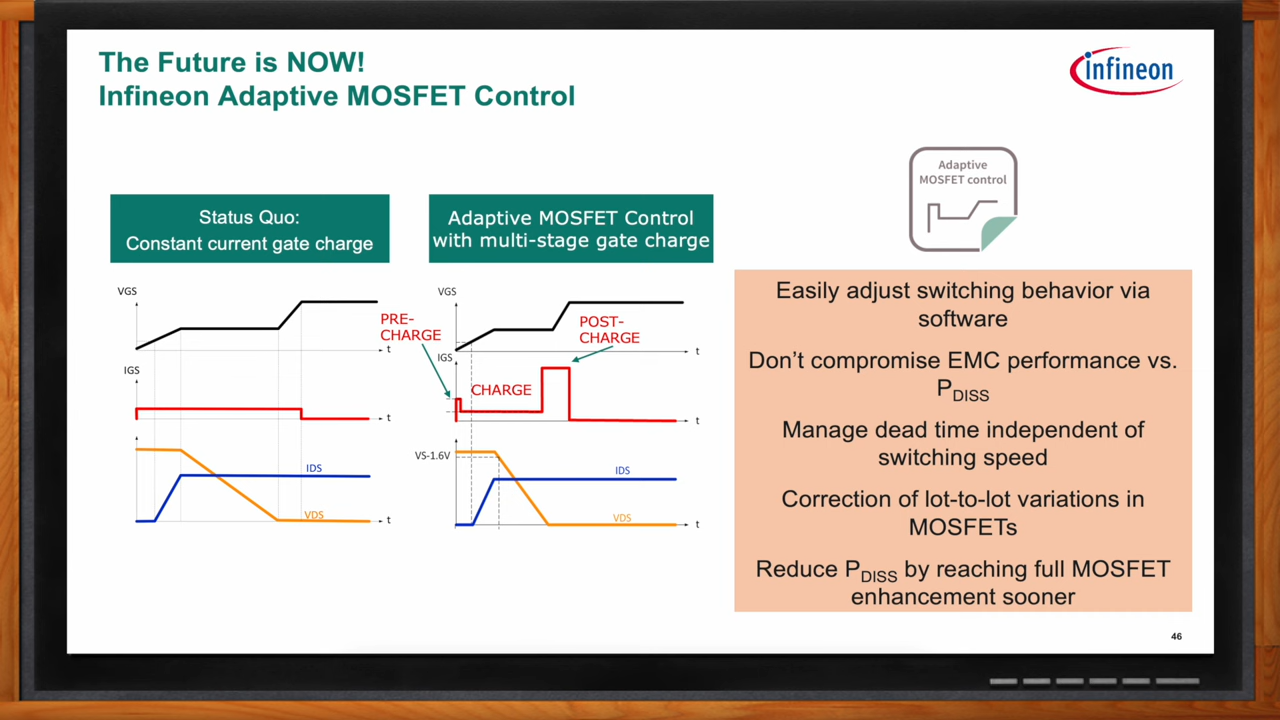 The Future is NOW!
Infineon Adaptive MOSFET Control
infineon
Adaptive
MOSFET control
Status Quo:
Constant current gate charge
Adaptive MOSFET Control
with multi-stage gate charge
VGS
t
IGS
t
IDS
VDS
t
VGS
PRE-
CHARGE
POST-
CHARGE
t
IGS
CHARGE
t
VS-1.6V
IDS
VDS
t
Easily adjust switching behavior via
software
Don’t compromise EMC performance vs.
PDISS
Manage dead time independent of
switching speed
Correction of lot-to-lot variations in
MOSFETs
Reduce PDISS by reaching full MOSFET
enhancement sooner
46